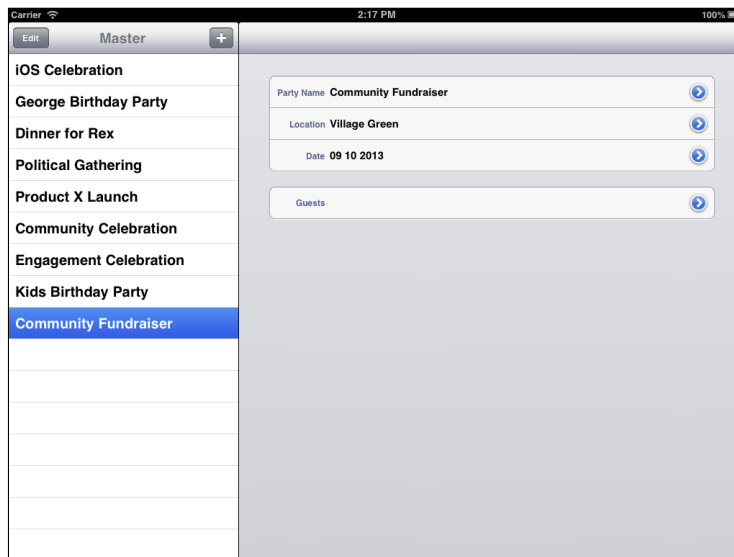 Carrier 2:17 PM 100%
Edit Master +
iOS Celebration
George Birthday Party
Dinner for Rex
Political Gathering
Product X Launch
Community Celebration
Engagement Celebration
Kids Birthday Party
Community Fundraiser
Party Name Community Fundraiser
Location Village Green
Date 09 10 2013
Guests